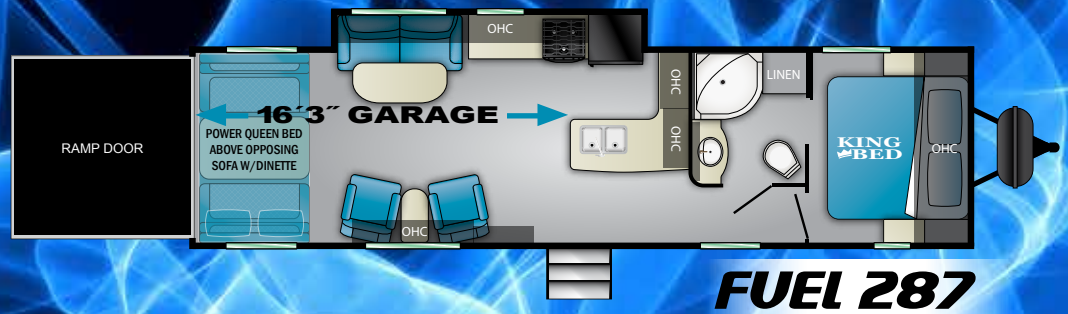 OHC
OHC
LINEN
16'3" GARAGE
RAMP DOOR
POWER QUEEN BED
ABOVE OPPOSING
SOFA W/DINETTE
OHC
KING
BED
OHC
OHC
FUEL 287